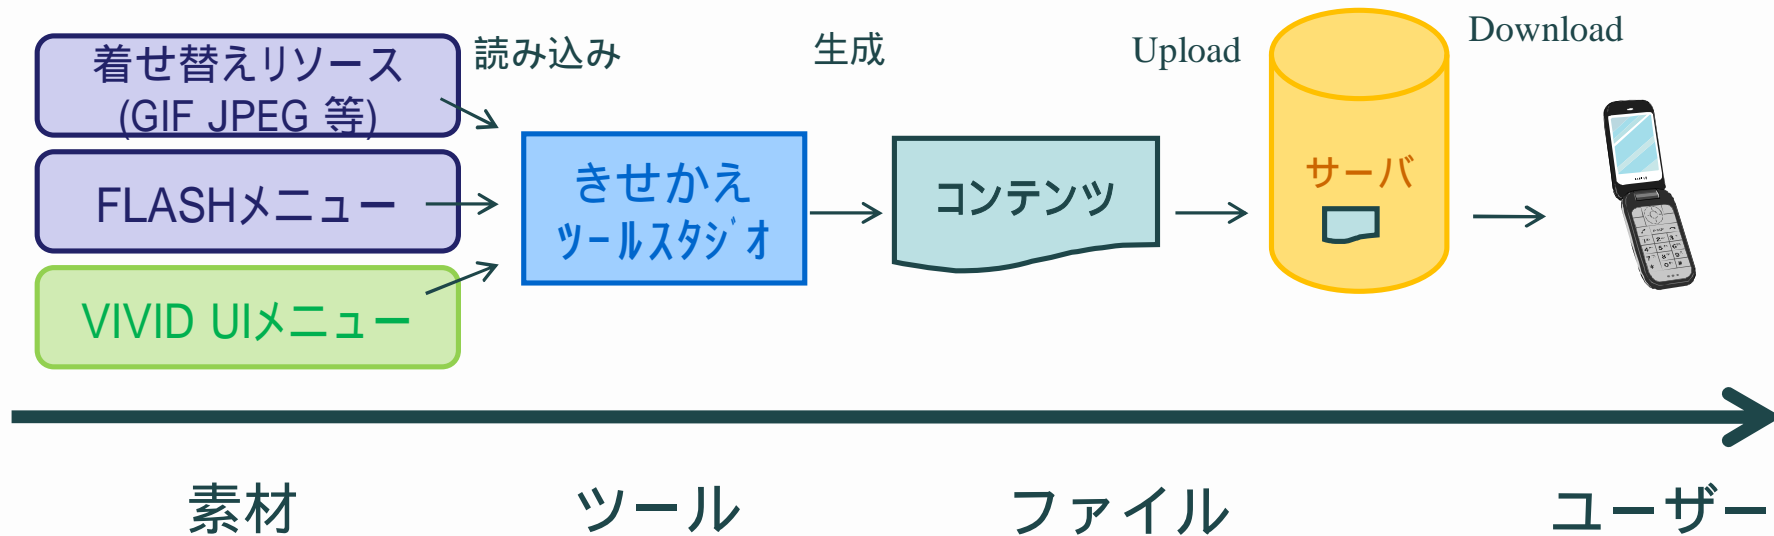 着せ替えリソース
(GIF JPEG 等)
FLASHメニュー
VIVID UIメニュー
読み込み
きせかえ
ツールスタジオ
生成
コンテンツ
Upload
サーバ
Download
素材
ツール
ファイル
ユーザー